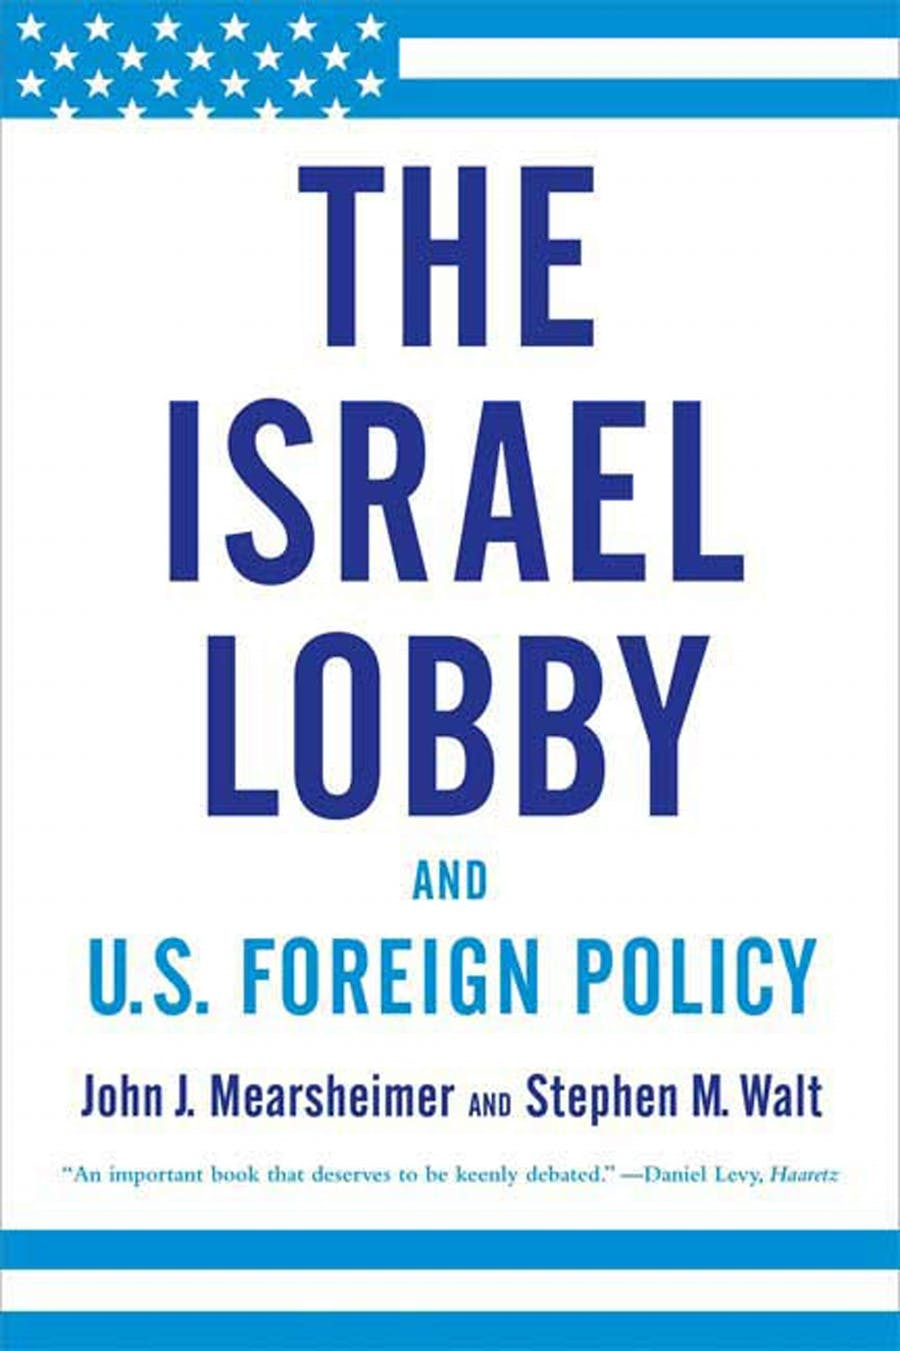 THE
ISRAEL
LOBBY
AND
U.S. FOREIGN POLICY
John J. Mearsheimer AND Stephen M. Walt
“An important book that deserves to be keenly debated.” —Daniel Levy, Haaretz